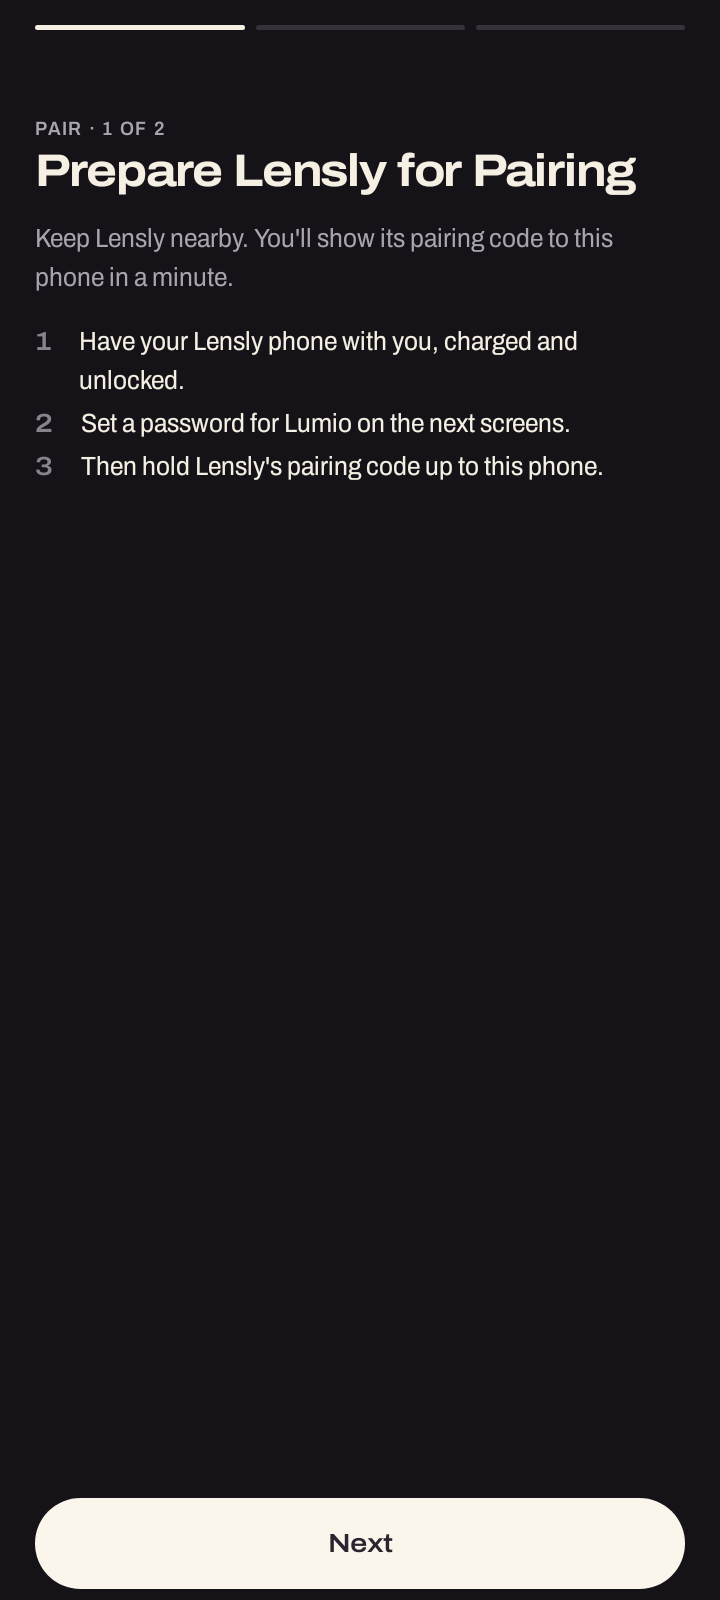 PAIR · 1 OF 2
Prepare Lensly for Pairing
Keep Lensly nearby. You'll show its pairing code to this
phone in a minute.
1 Have your Lensly phone with you, charged and
unlocked.
2 Set a password for Lumio on the next screens.
3 Then hold Lensly's pairing code up to this phone.
Next